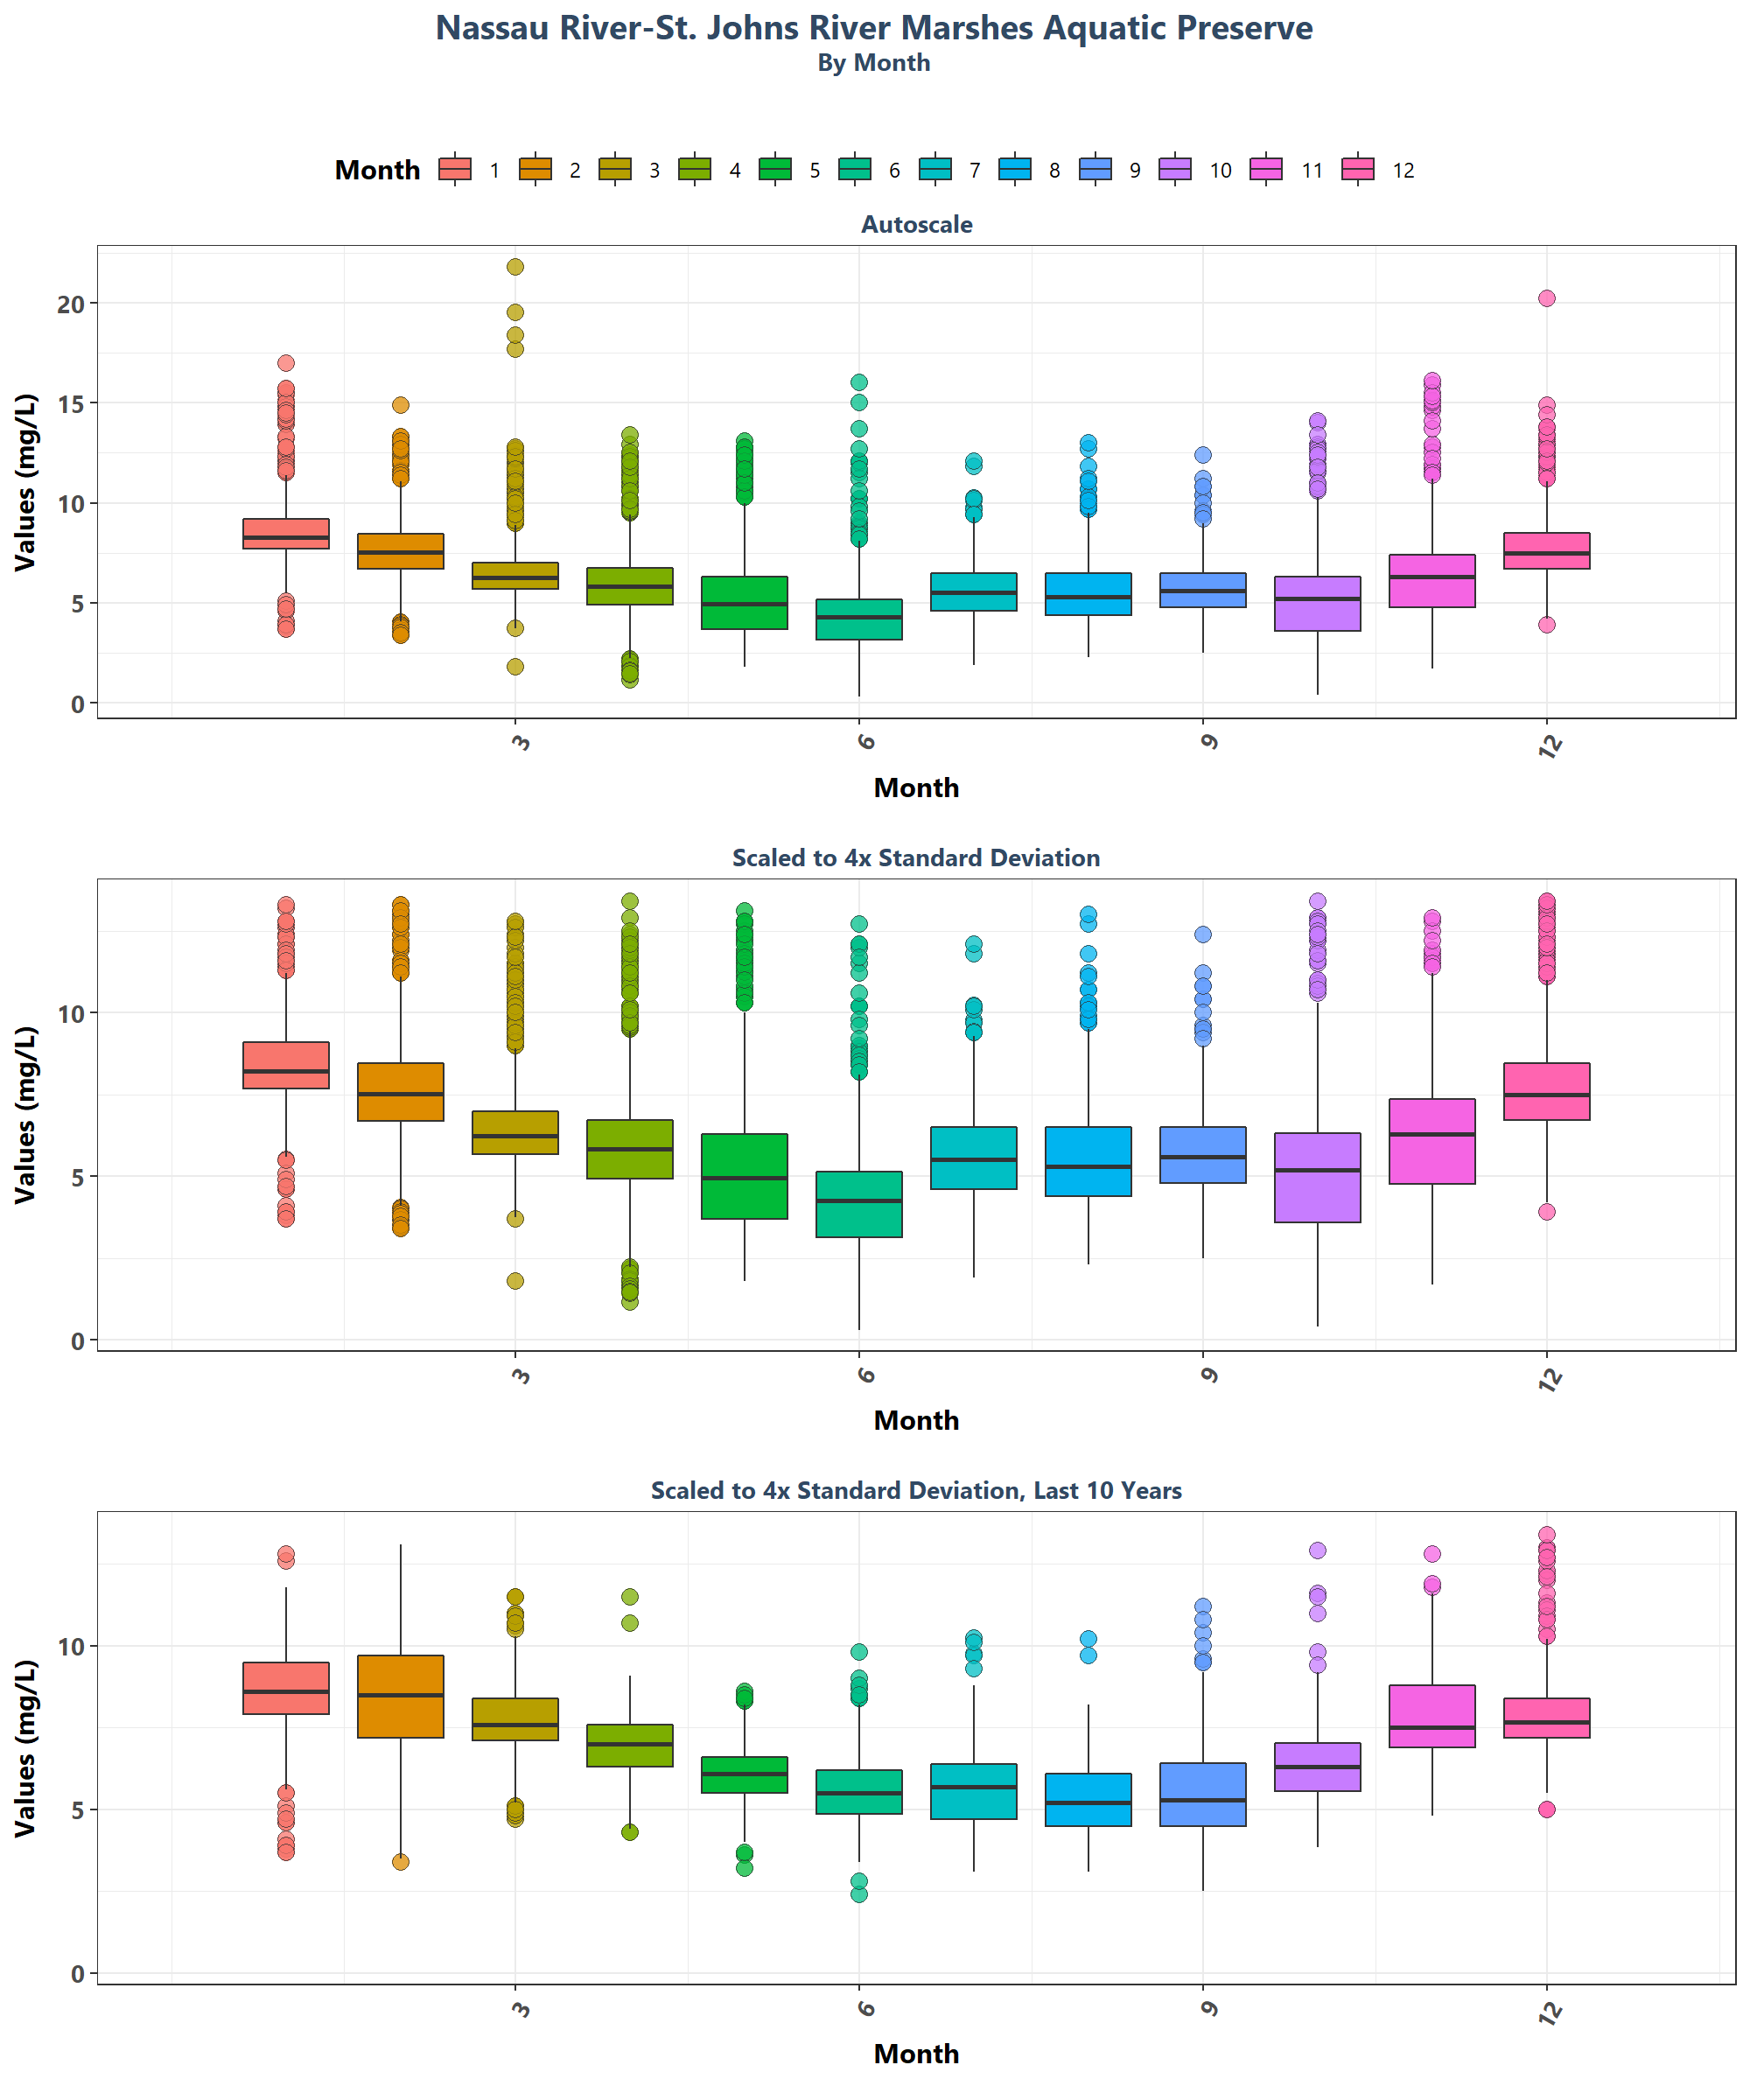 Nassau River-St. Johns River Marshes Aquatic Preserve
By Month
Month 1 2 3 4 5 6 7 8 9 10 11 12
Autoscale
Values (mg/L)
20
15
10
5
0
3 6 9 12
Month
Scaled to 4x Standard Deviation
Values (mg/L)
10
5
0
3 6 9 12
Month
Scaled to 4x Standard Deviation, Last 10 Years
Values (mg/L)
10
5
0
3 6 9 12
Month